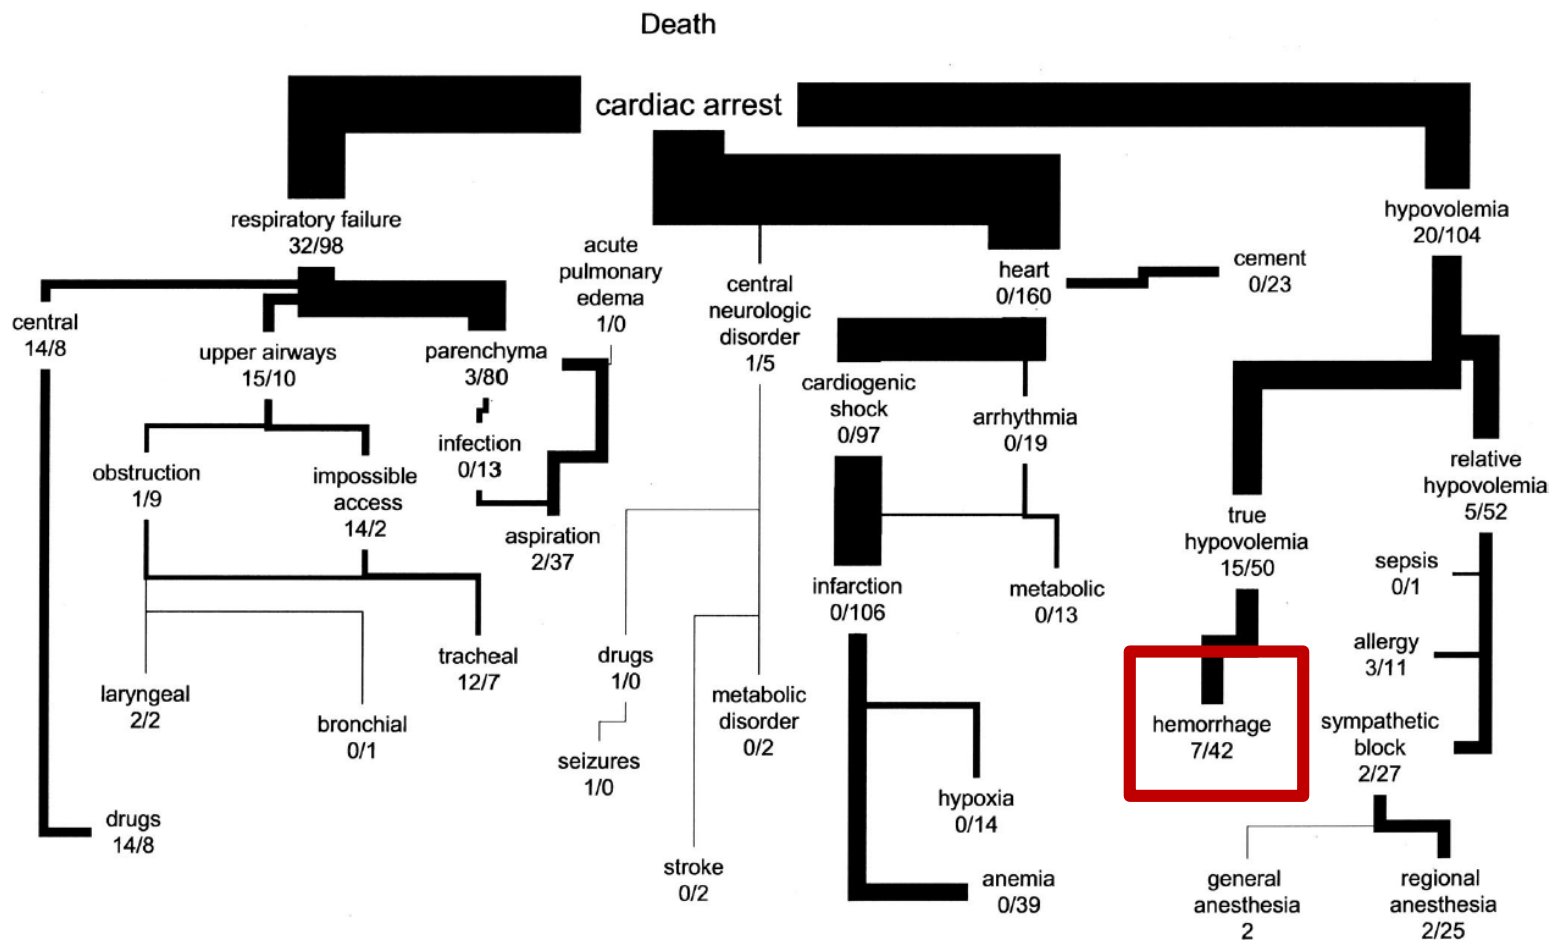 Death
cardiac arrest
respiratory failure
32/98
hypovolemia
20/104
acute
pulmonary
edema
1/0
central
neurologic
disorder
1/5
heart
0/160
cement
0/23
central
14/8
upper airways
15/10
parenchyma
3/80
cardiogenic
shock
0/97
arrhythmia
0/19
infection
0/13
obstruction
1/9
impossible
access
14/2
aspiration
2/37
relative
hypovolemia
5/52
true
hypovolemia
15/50
sepsis
0/1
infarction
0/106
metabolic
0/13
allergy
3/11
tracheal
12/7
drugs
1/0
laryngeal
2/2
bronchial
0/1
metabolic
disorder
0/2
hemorrhage
7/42
sympathetic
block
2/27
seizures
1/0
hypoxia
0/14
drugs
14/8
stroke
0/2
anemia
0/39
general
anesthesia
2
regional
anesthesia
2/25